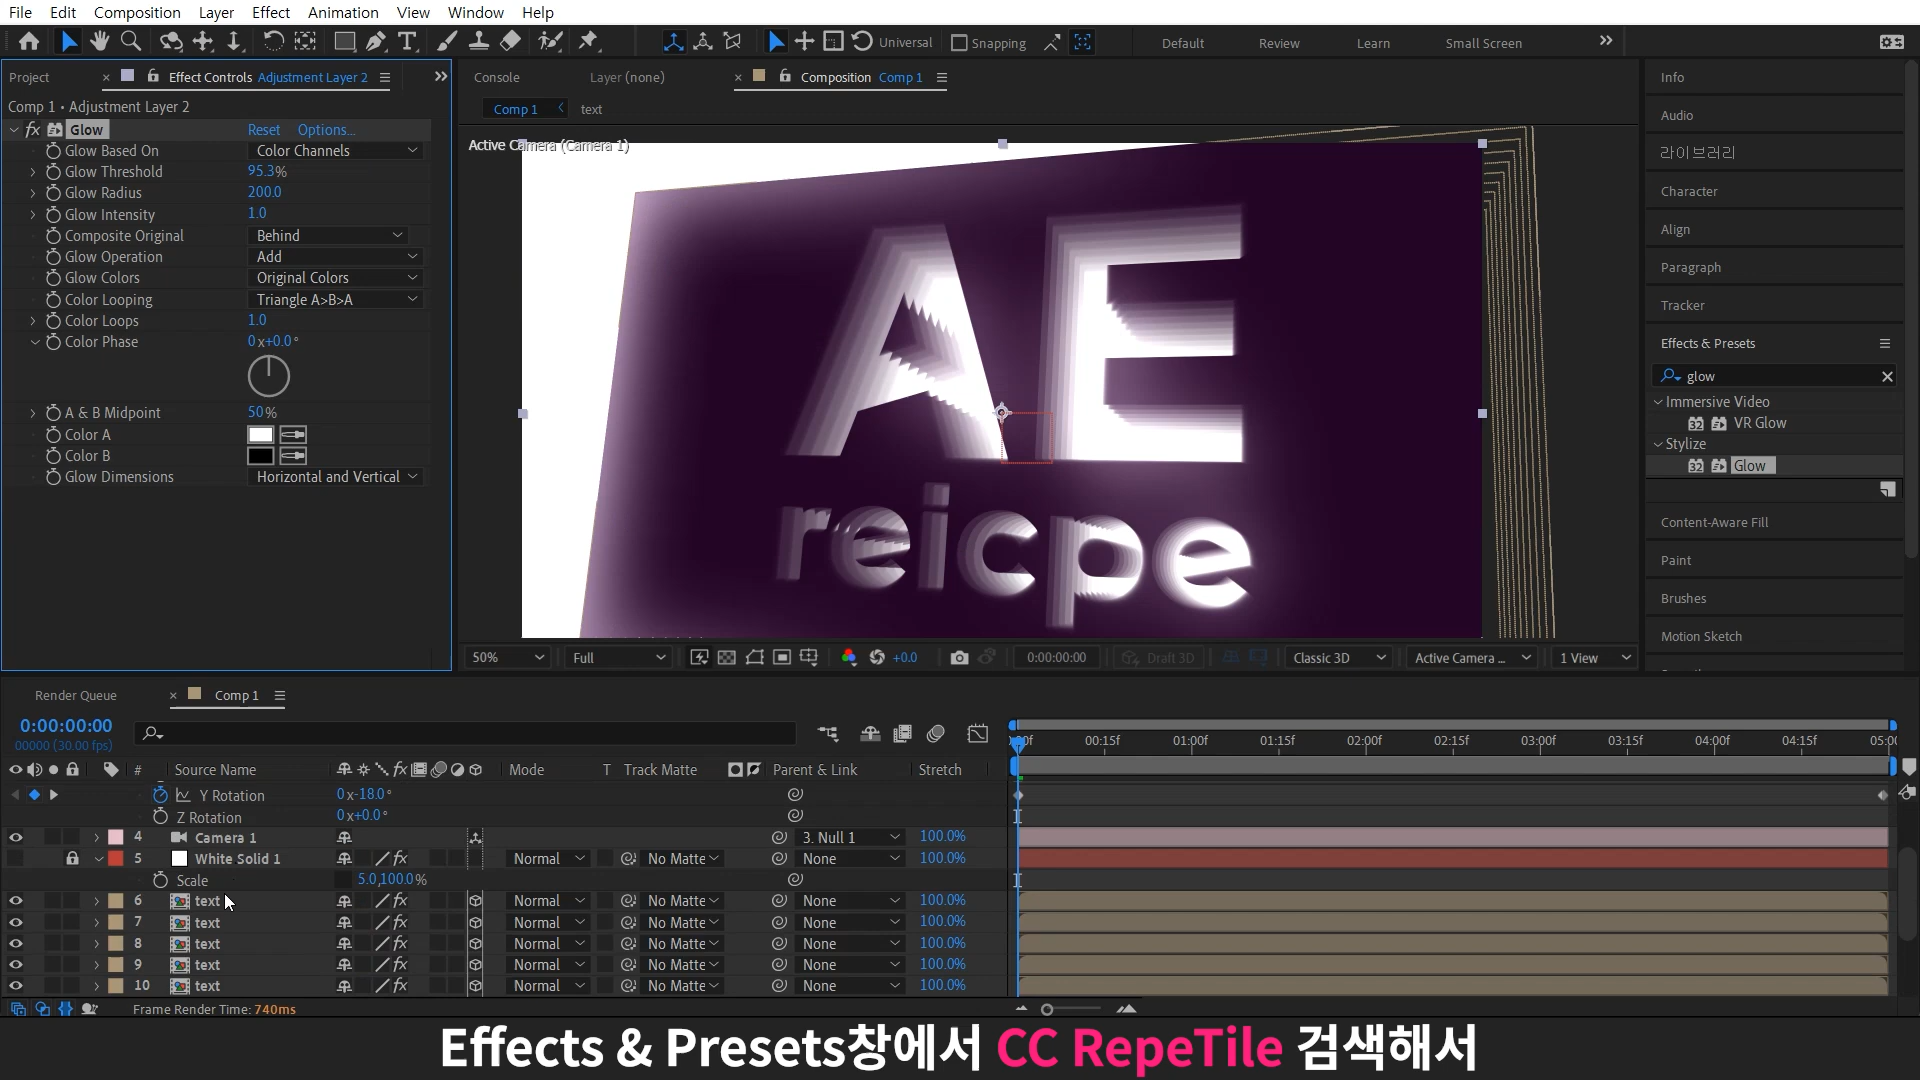 File Edit Composition Layer Effect Animation View Window Help
Universal Snapping Default Review Learn Small Screen
Project Effect Controls Adjustment Layer 2
Comp 1 • Adjustment Layer 2
fx Glow Reset Options...
Glow Based On Color Channels
Glow Threshold 95.3%
Glow Radius 200.0
Glow Intensity 1.0
Composite Original Behind
Glow Operation Add
Glow Colors Original Colors
Color Looping Triangle A>B>A
Color Loops 1.0
Color Phase 0x+0.0°
A & B Midpoint 50%
Color A
Color B
Glow Dimensions Horizontal and Vertical
Console Layer (none) Composition Comp 1
Comp 1 text
Active Camera (Camera 1)
AE
reicpe
50% Full +0.0 0:00:00:00 Draft 3D Classic 3D Active Camera ... 1 View
Info
Audio
라이브러리
Character
Align
Paragraph
Tracker
Effects & Presets
glow
Immersive Video
32 VR Glow
Stylize
32 Glow
Content-Aware Fill
Paint
Brushes
Motion Sketch
Render Queue Comp 1
0:00:00:00
00000 (30.00 fps)
00:15f 01:00f 01:15f 02:00f 02:15f 03:00f 03:15f 04:00f 04:15f
# Source Name fx Mode T Track Matte Parent & Link Stretch
Y Rotation 0x-18.0°
Z Rotation 0x+0.0°
4 Camera 1 3. Null 1 100.0%
5 White Solid 1 fx Normal No Matte None 100.0%
Scale 5.0,100.0%
6 text fx Normal No Matte None 100.0%
7 text fx Normal No Matte None 100.0%
8 text fx Normal No Matte None 100.0%
9 text fx Normal No Matte None 100.0%
10 text fx Normal No Matte None 100.0%
Frame Render Time: 740ms
Effects & Presets창에서 CC RepeTile 검색해서